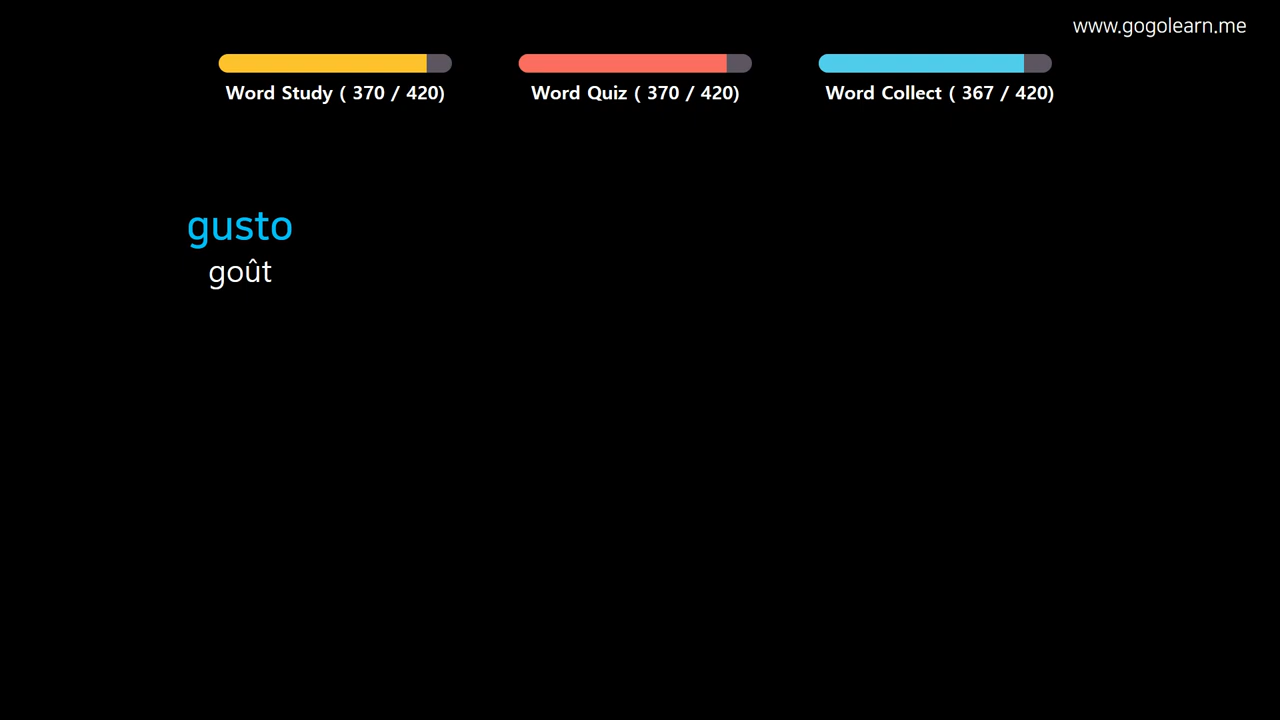 www.gogolearn.me
Word Study ( 370 / 420)
Word Quiz ( 370 / 420)
Word Collect ( 367 / 420)
gusto
goût